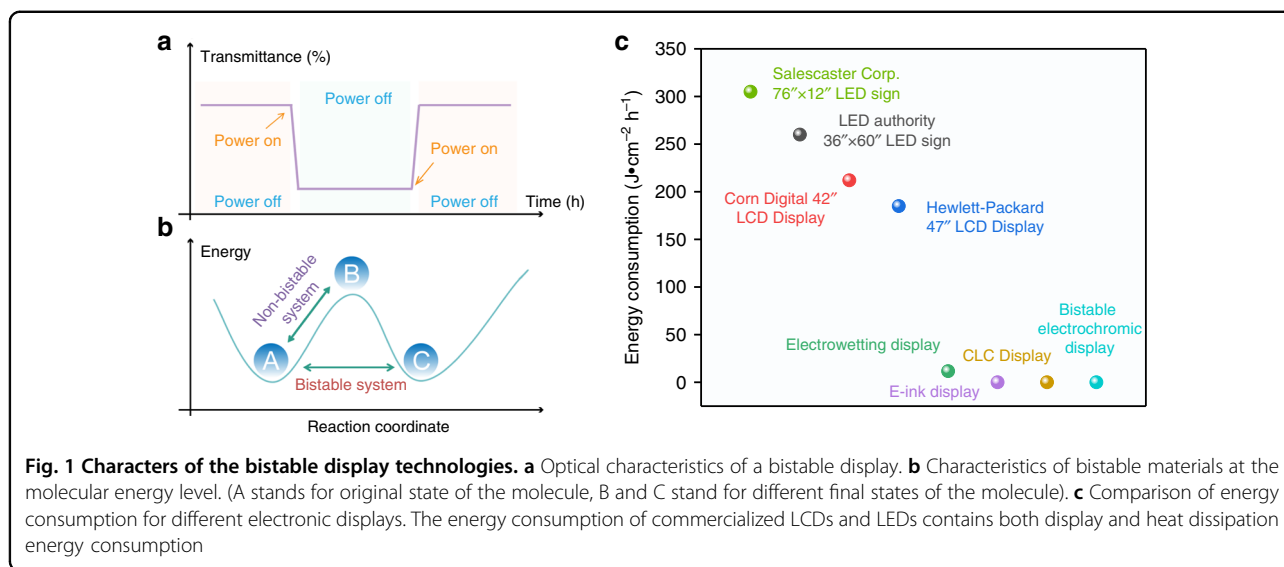 a
Transmittance (%)
Power off
Power on
Power on
Power off
Power off
Time (h)
b
Energy
Non-bistable
system
A
B
C
Bistable system
Reaction coordinate
c
Energy consumption (J•cm⁻² h⁻¹)
350
300
250
200
150
100
50
0
Salescaster Corp.
76″×12″ LED sign
LED authority
36″×60″ LED sign
Corn Digital 42″
LCD Display
Hewlett-Packard
47″ LCD Display
Electrowetting display
E-ink display
CLC Display
Bistable
electrochromic
display
Fig. 1 Characters of the bistable display technologies. a Optical characteristics of a bistable display. b Characteristics of bistable materials at the
molecular energy level. (A stands for original state of the molecule, B and C stand for different final states of the molecule). c Comparison of energy
consumption for different electronic displays. The energy consumption of commercialized LCDs and LEDs contains both display and heat dissipation
energy consumption